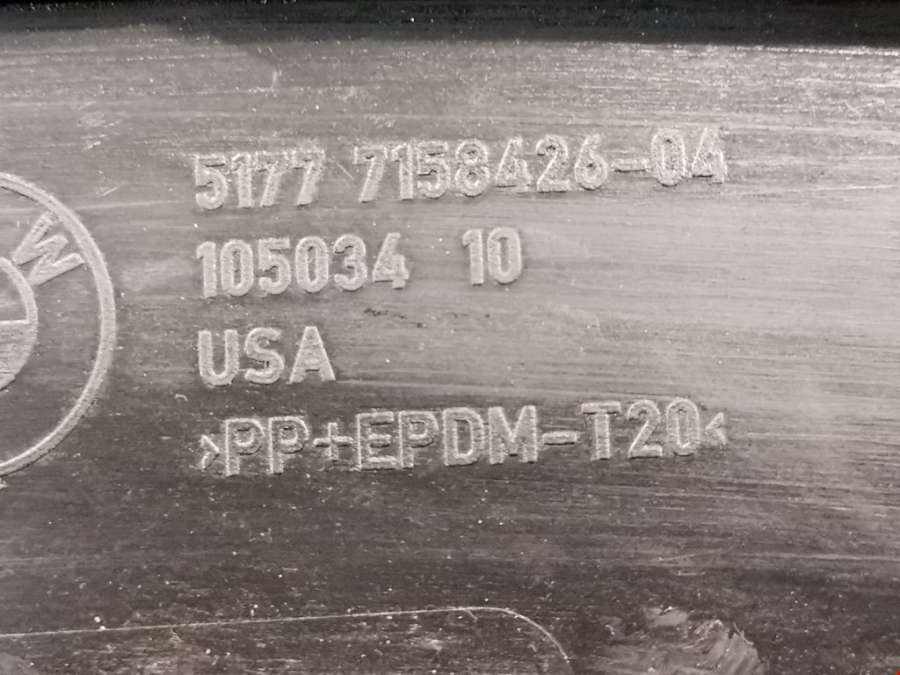 5177 7158426-04
105034 10
W
USA
>PP+EPDM-T20<